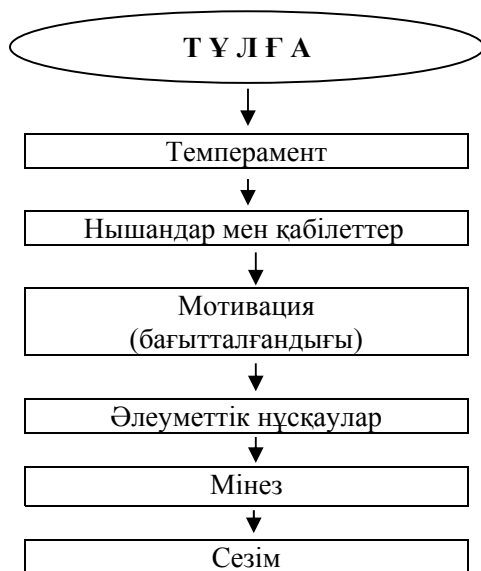 Т Ұ Л Ғ А
Темперамент
Нышандар мен қабілеттер
Мотивация
(бағытталғандығы)
Әлеуметтік нұсқаулар
Мінез
Сезім